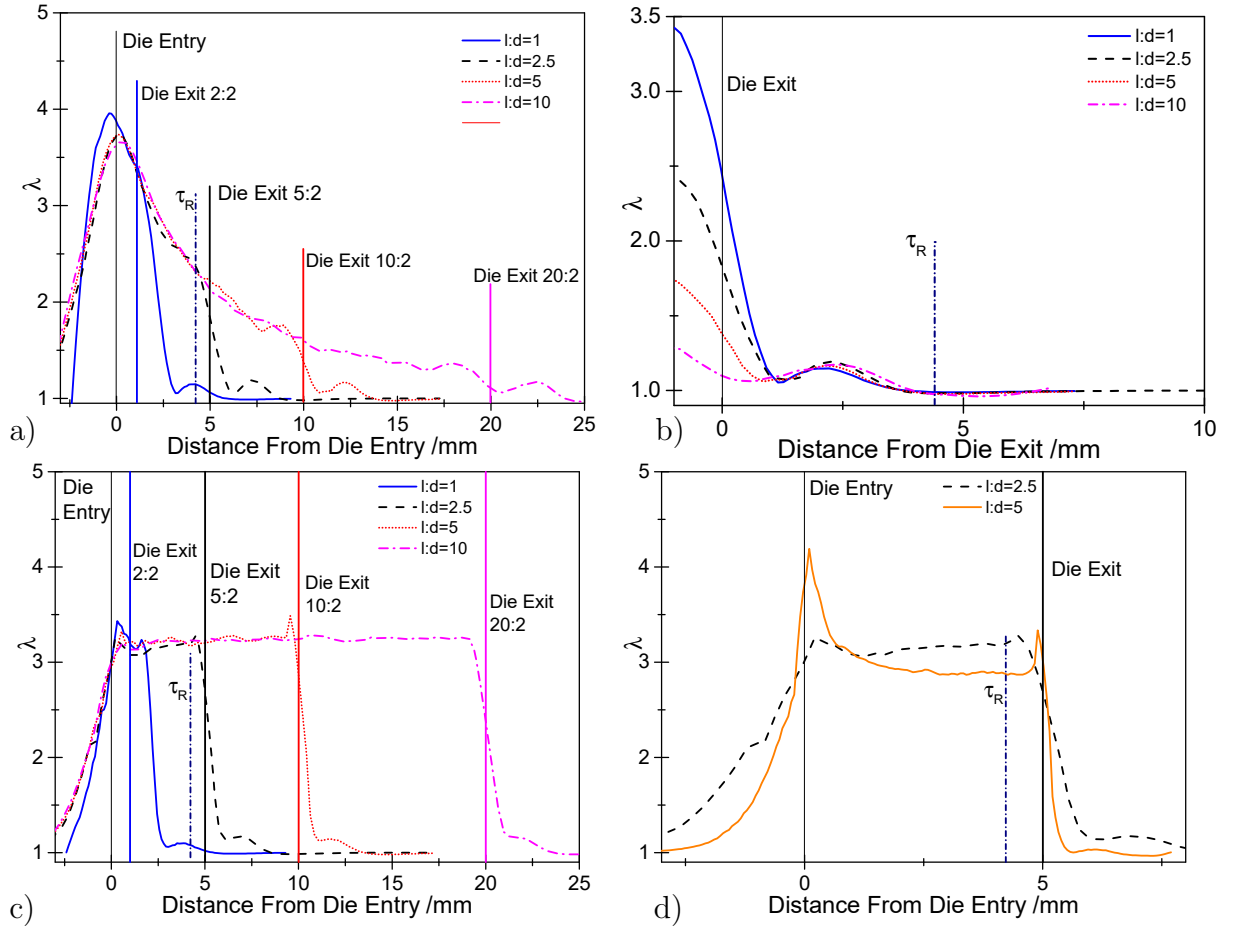 5
4
3
2
1
λ
Die Entry
Die Exit 2:2
τR
Die Exit 5:2
Die Exit 10:2
Die Exit 20:2
l:d=1
l:d=2.5
l:d=5
l:d=10
0
5
10
15
20
25
Distance From Die Entry /mm
a)
3.5
3.0
2.5
2.0
1.5
1.0
λ
Die Exit
τR
l:d=1
l:d=2.5
l:d=5
l:d=10
0
5
10
Distance From Die Exit /mm
b)
5
4
3
2
1
λ
Die
Entry
Die Exit
2:2
τR
Die Exit
5:2
Die Exit
10:2
Die Exit
20:2
l:d=1
l:d=2.5
l:d=5
l:d=10
0
5
10
15
20
25
Distance From Die Entry /mm
c)
5
4
3
2
1
λ
Die Entry
l:d=2.5
l:d=5
Die Exit
τR
0
5
Distance From Die Entry /mm
d)